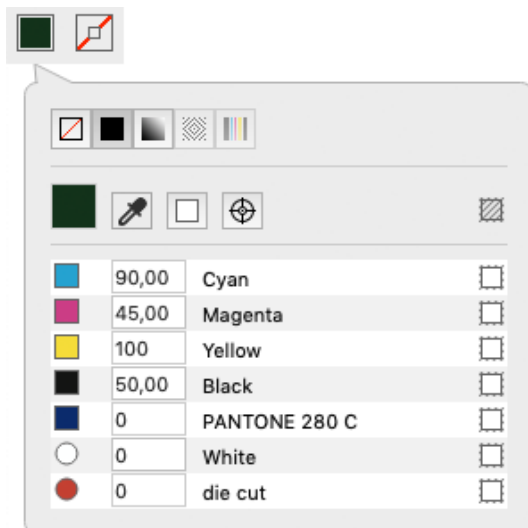 90,00 Cyan
45,00 Magenta
100 Yellow
50,00 Black
0 PANTONE 280 C
0 White
0 die cut